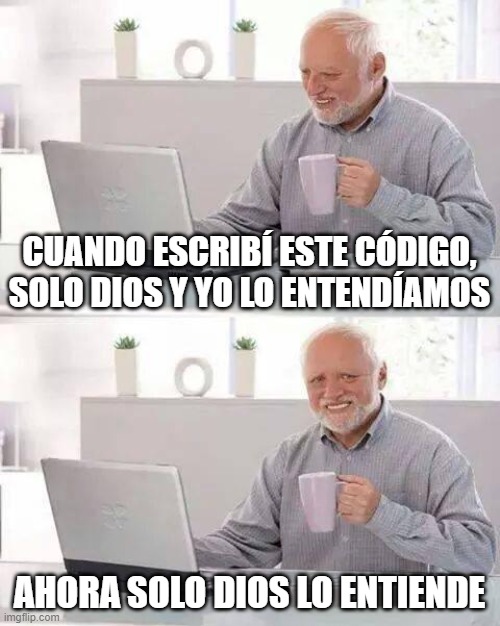 CUANDO ESCRIBÍ ESTE CÓDIGO,
SOLO DIOS Y YO LO ENTENDÍAMOS
AHORA SOLO DIOS LO ENTIENDE
imgflip.com